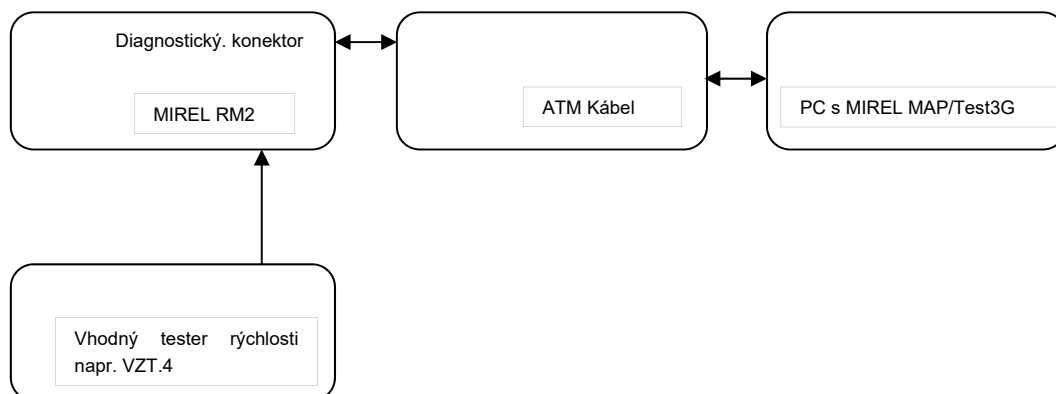 Diagnostický. konektor
MIREL RM2
ATM Kábel
PC s MIREL MAP/Test3G
Vhodný tester rýchlosti
napr. VZT.4